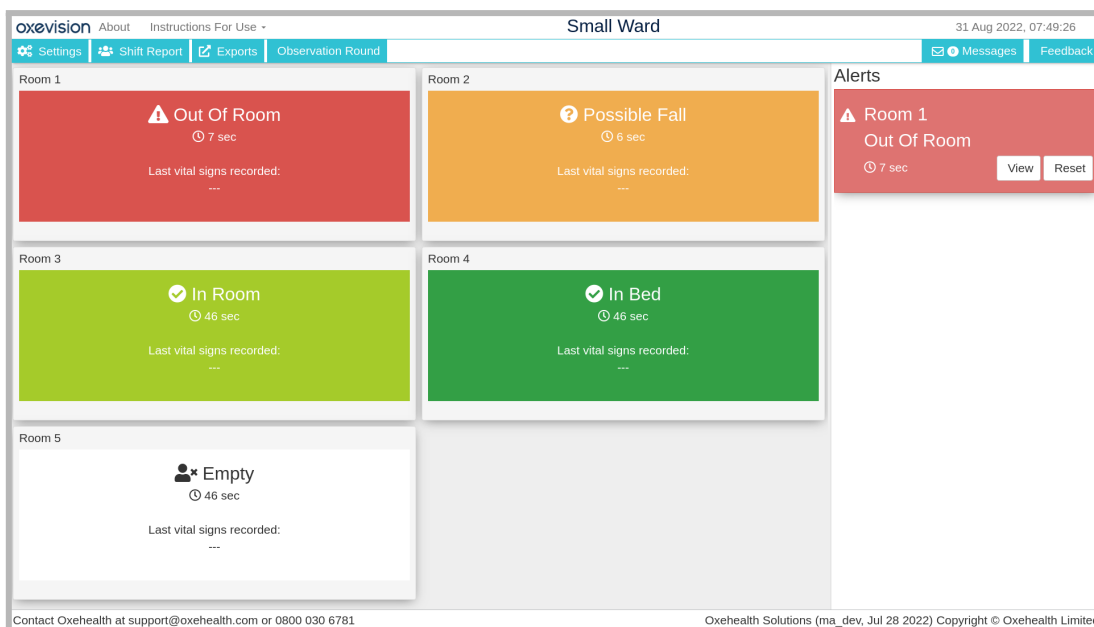 oxevision About Instructions For Use Small Ward 31 Aug 2022, 07:49:26
Settings Shift Report Exports Observation Round 0 Messages Feedback
Room 1
Out Of Room
7 sec
Last vital signs recorded:
---
Room 2
Possible Fall
6 sec
Last vital signs recorded:
---
Room 3
In Room
46 sec
Last vital signs recorded:
---
Room 4
In Bed
46 sec
Last vital signs recorded:
---
Room 5
Empty
46 sec
Last vital signs recorded:
---
Alerts
Room 1
Out Of Room
7 sec View Reset
Contact Oxehealth at support@oxehealth.com or 0800 030 6781 Oxehealth Solutions (ma_dev, Jul 28 2022) Copyright © Oxehealth Limited